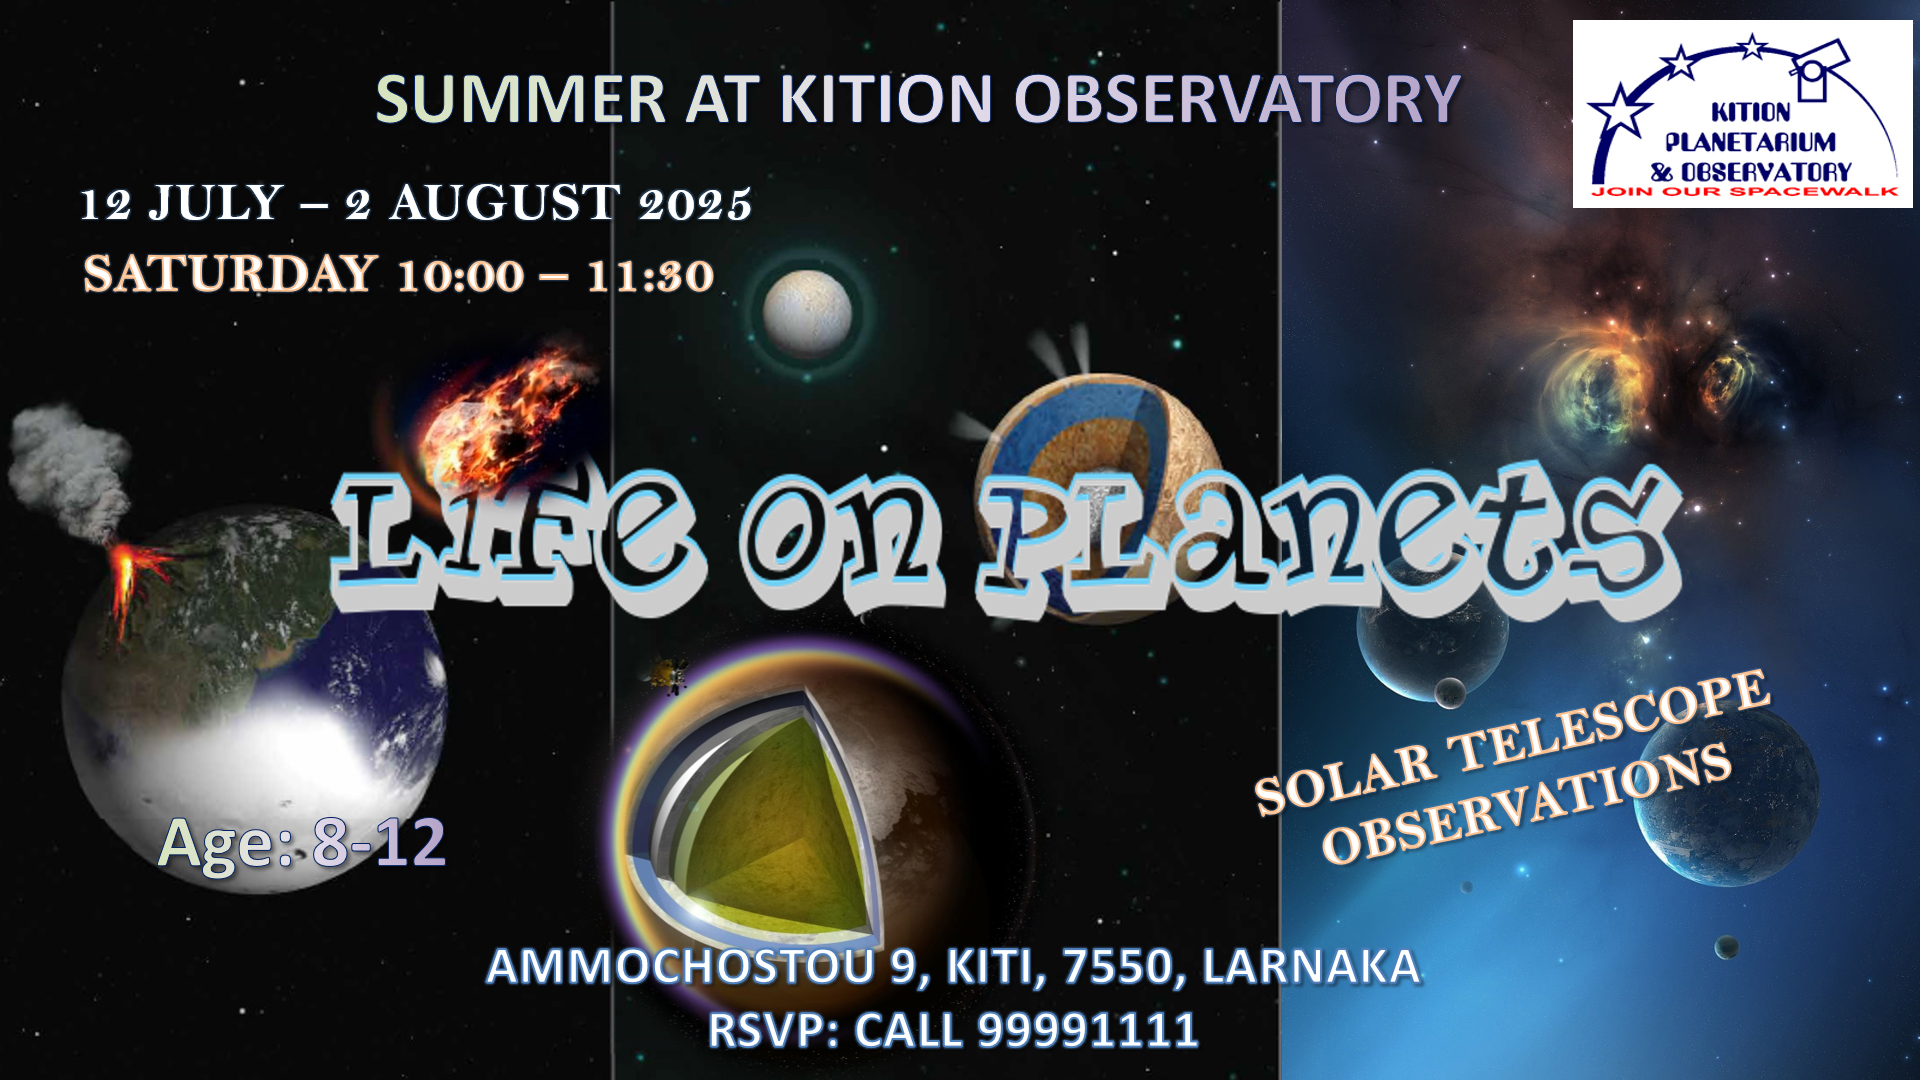 SUMMER AT KITION OBSERVATORY
KITION
PLANETARIUM
& OBSERVATORY
JOIN OUR SPACEWALK
12 JULY – 2 AUGUST 2025
SATURDAY 10:00 – 11:30
Life on Planets
SOLAR TELESCOPE
OBSERVATIONS
Age: 8-12
AMMOCHOSTOU 9, KITI, 7550, LARNAKA
RSVP: CALL 99991111